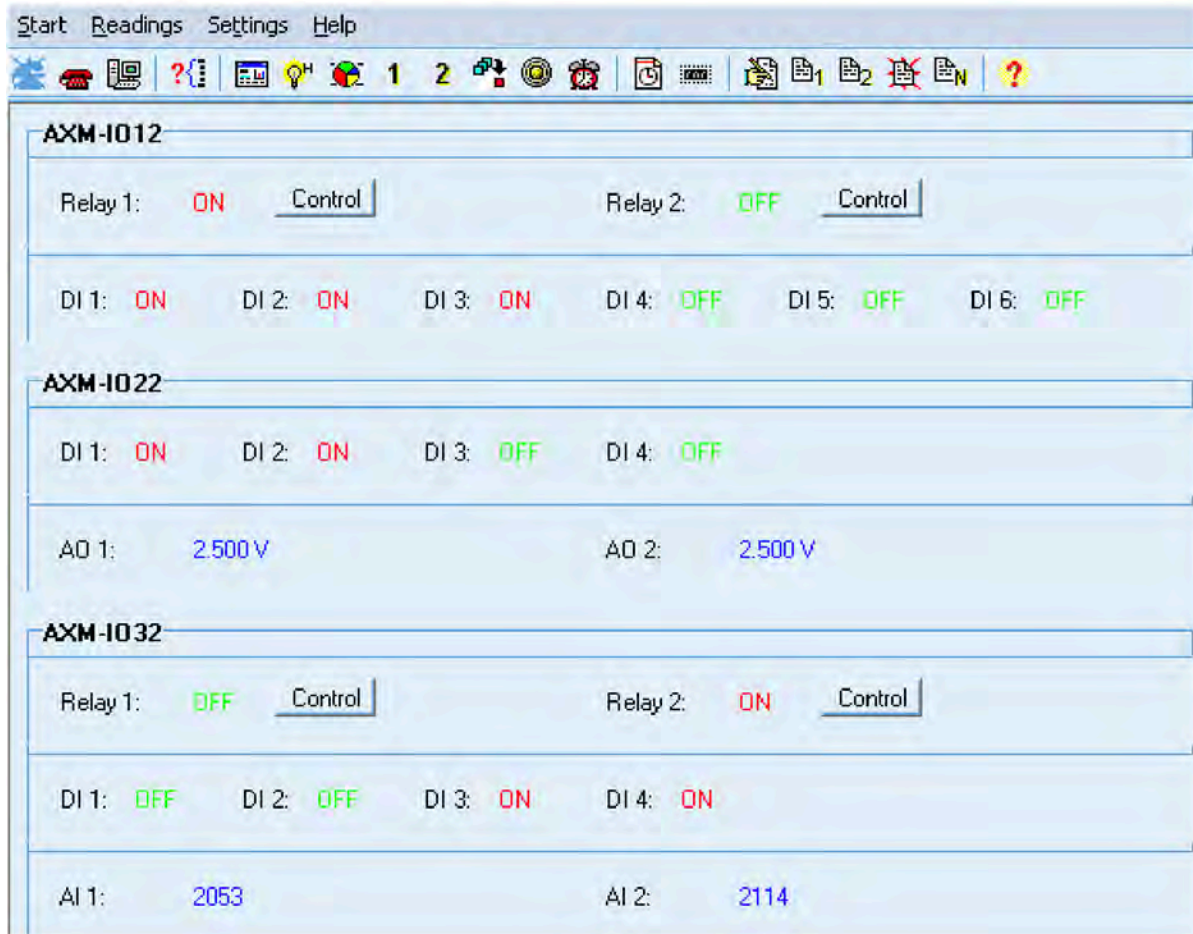 Start Readings Settings Help
?{ H 1 2 1 2 N ?
AXM-IO12
Relay 1: ON Control Relay 2: OFF Control
DI 1: ON DI 2: ON DI 3: ON DI 4: OFF DI 5: OFF DI 6: OFF
AXM-IO22
DI 1: ON DI 2: ON DI 3: OFF DI 4: OFF
AO 1: 2.500 V AO 2: 2.500 V
AXM-IO32
Relay 1: OFF Control Relay 2: ON Control
DI 1: OFF DI 2: OFF DI 3: ON DI 4: ON
AI 1: 2053 AI 2: 2114